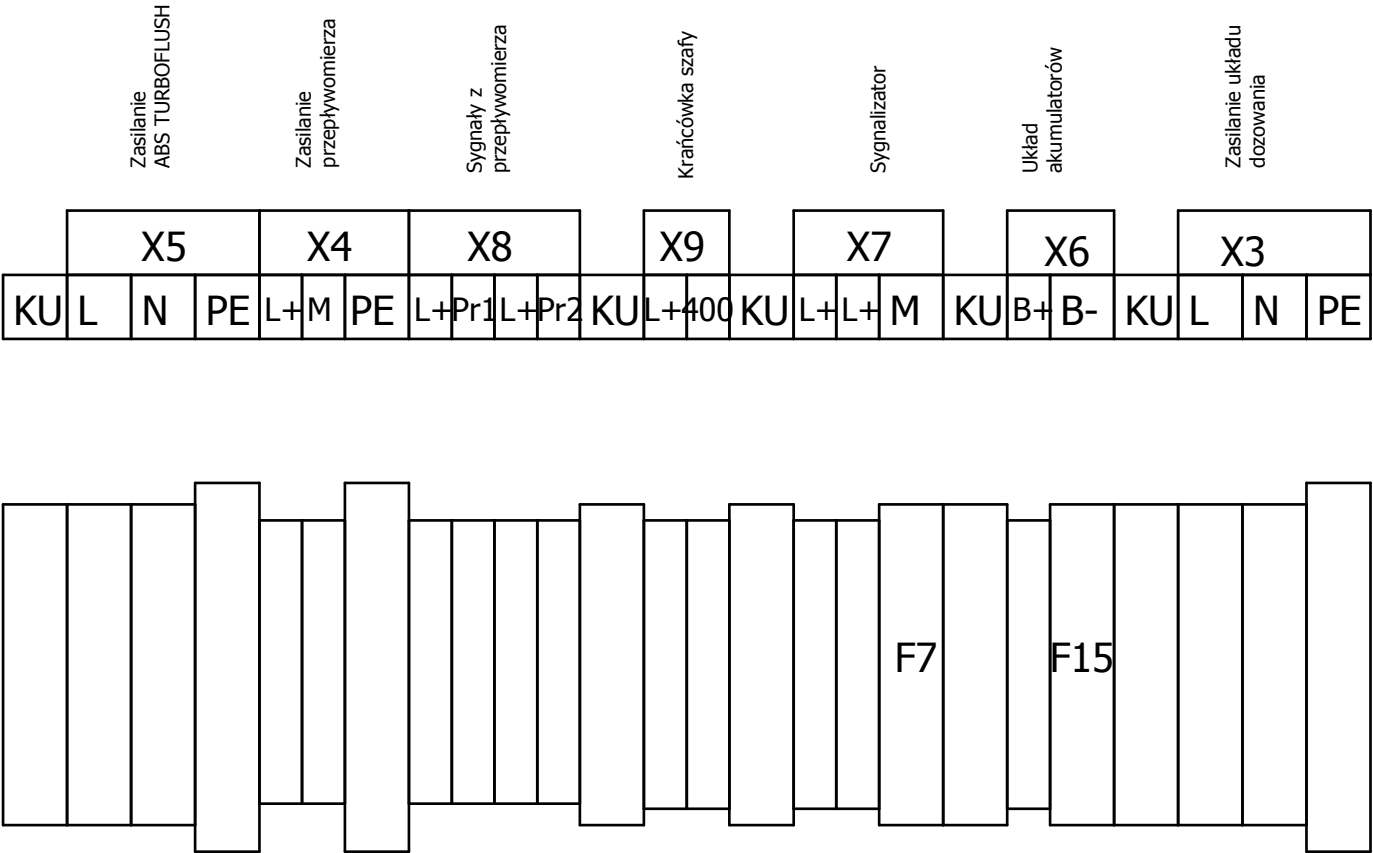 Zasilanie
ABS TURBOFLUSH
Zasilanie
przepływomierza
Sygnały z
przepływomierza
Krańcówka szafy
Sygnalizator
Układ
akumulatorów
Zasilanie układu
dozowania
X5 X4 X8 X9 X7 X6 X3
KU L N PE L+ M PE L+ Pr1 L+ Pr2 KU L+ 400 KU L+ L+ M KU B+ B- KU L N PE
F7 F15